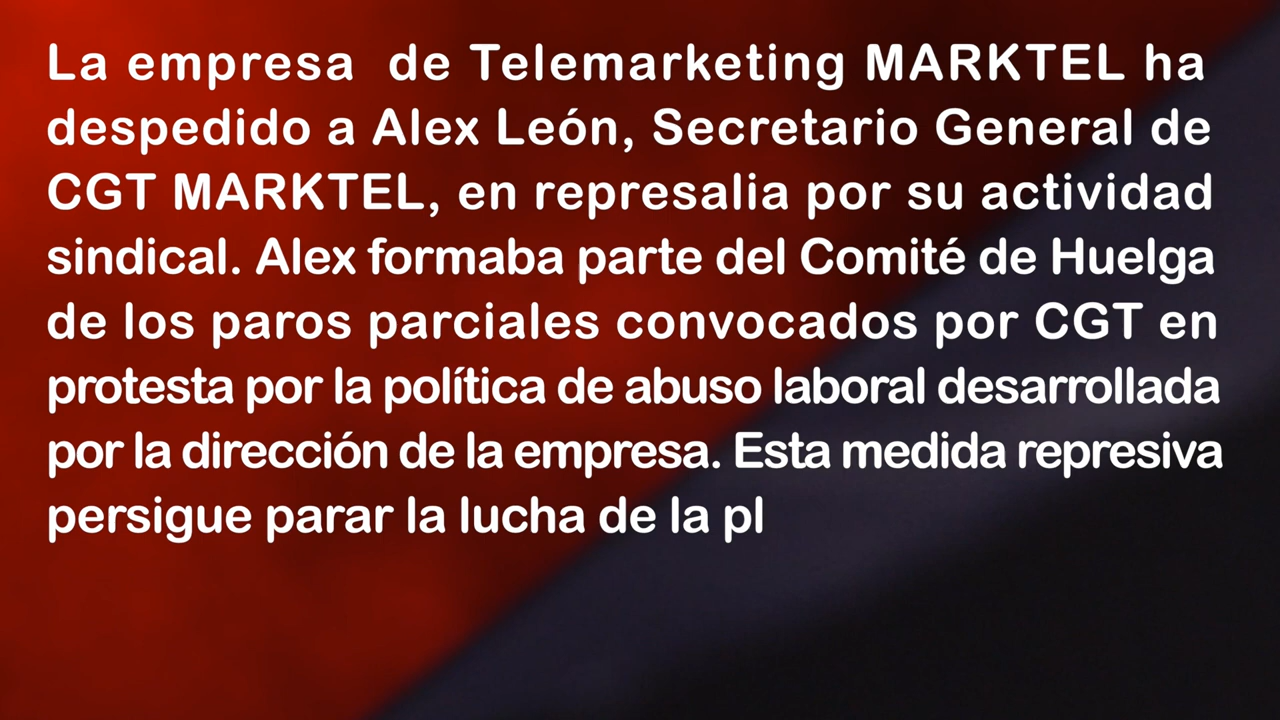 La empresa de Telemarketing MARKTEL ha
despedido a Alex León, Secretario General de
CGT MARKTEL, en represalia por su actividad
sindical. Alex formaba parte del Comité de Huelga
de los paros parciales convocados por CGT en
protesta por la política de abuso laboral desarrollada
por la dirección de la empresa. Esta medida represiva
persigue parar la lucha de la pl